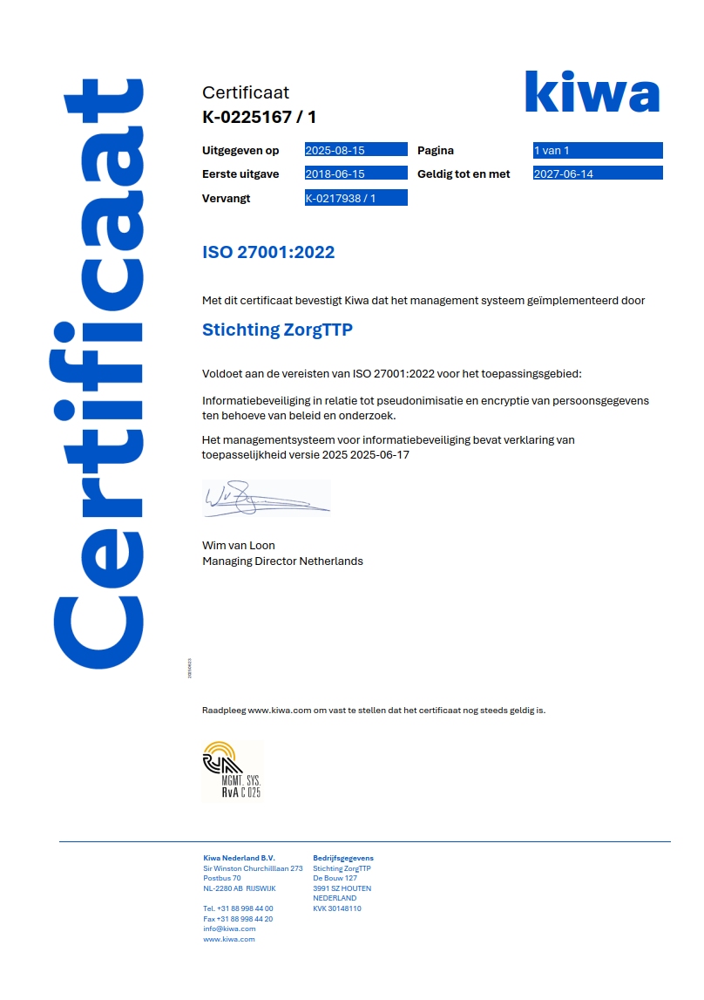 Certificaat
kiwa
Certificaat
K-0225167 / 1
Uitgegeven op 2025-08-15 Pagina 1 van 1
Eerste uitgave 2018-06-15 Geldig tot en met 2027-06-14
Vervangt K-0217938 / 1
ISO 27001:2022
Met dit certificaat bevestigt Kiwa dat het management systeem geïmplementeerd door
Stichting ZorgTTP
Voldoet aan de vereisten van ISO 27001:2022 voor het toepassingsgebied:
Informatiebeveiliging in relatie tot pseudonimisatie en encryptie van persoonsgegevens
ten behoeve van beleid en onderzoek.
Het managementsysteem voor informatiebeveiliging bevat verklaring van
toepasselijkheid versie 2025 2025-06-17
Wim van Loon
Managing Director Netherlands
Raadpleeg www.kiwa.com om vast te stellen dat het certificaat nog steeds geldig is.
RvA
MGMT. SYS.
RvA C 025
Kiwa Nederland B.V.
Sir Winston Churchilllaan 273
Postbus 70
NL-2280 AB RIJSWIJK
Tel. +31 88 998 44 00
Fax +31 88 998 44 20
info@kiwa.com
www.kiwa.com
Bedrijfsgegevens
Stichting ZorgTTP
De Bouw 127
3991 SZ HOUTEN
NEDERLAND
KVK 30148110